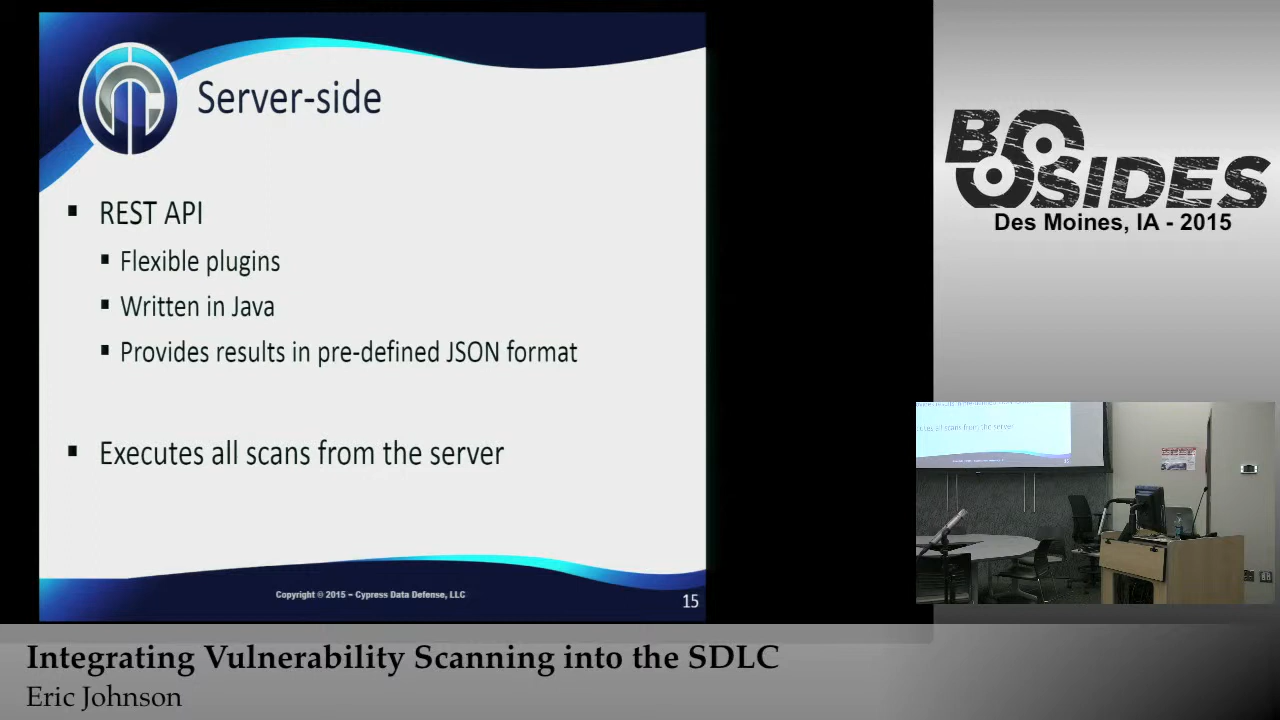 Server-side
▪ REST API
▪ Flexible plugins
▪ Written in Java
▪ Provides results in pre-defined JSON format
▪ Executes all scans from the server
Copyright © 2015 – Cypress Data Defense, LLC
15
BSIDES
Des Moines, IA - 2015
Integrating Vulnerability Scanning into the SDLC
Eric Johnson